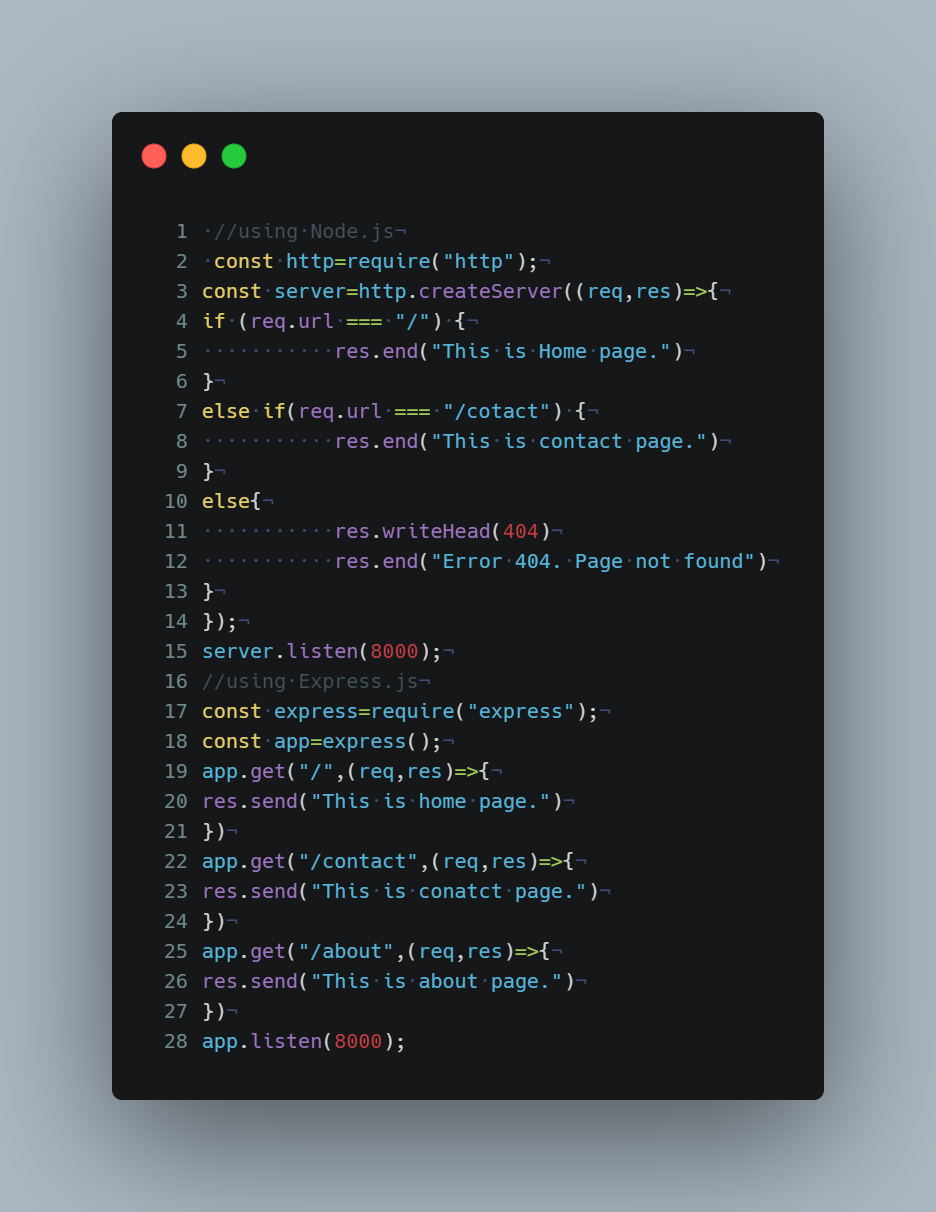 1 //using Node.js¬
2 const http=require("http");¬
3 const server=http.createServer((req,res)=>{¬
4 if (req.url === "/") {¬
5 ···········res.end("This is Home page.")¬
6 }¬
7 else if(req.url === "/cotact") {¬
8 ···········res.end("This is contact page.")¬
9 }¬
10 else{¬
11 ···········res.writeHead(404)¬
12 ···········res.end("Error 404. Page not found")¬
13 }¬
14 });¬
15 server.listen(8000);¬
16 //using Express.js¬
17 const express=require("express");¬
18 const app=express();¬
19 app.get("/",(req,res)=>{¬
20 res.send("This is home page.")¬
21 })¬
22 app.get("/contact",(req,res)=>{¬
23 res.send("This is conatct page.")¬
24 })¬
25 app.get("/about",(req,res)=>{¬
26 res.send("This is about page.")¬
27 })¬
28 app.listen(8000);